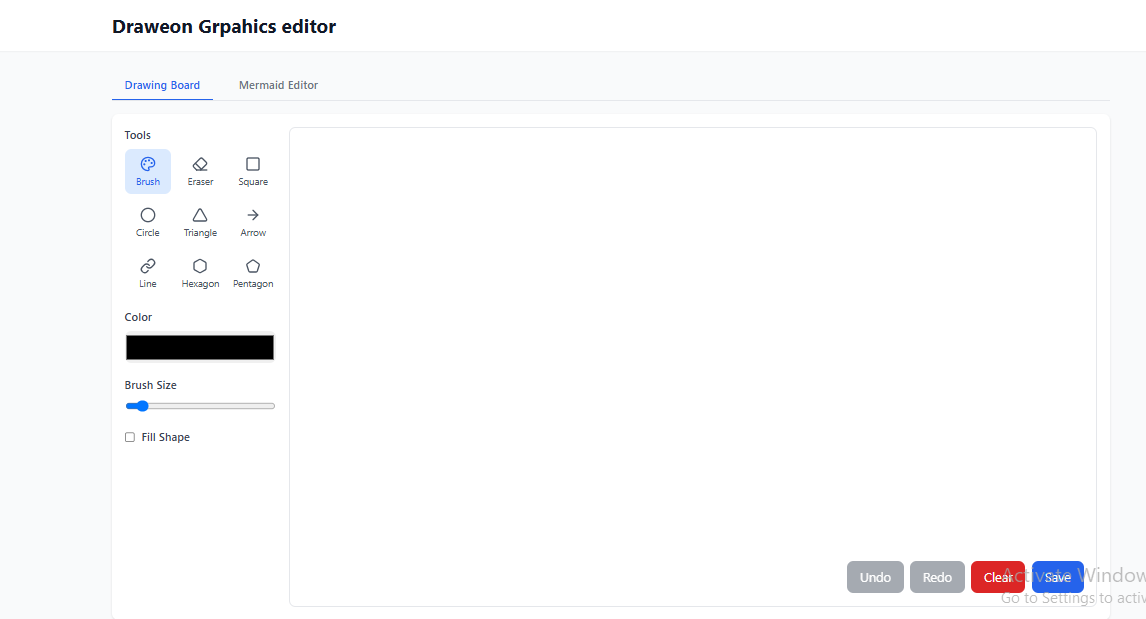 Draweon Grpahics editor
Drawing Board Mermaid Editor
Tools
Brush Eraser Square
Circle Triangle Arrow
Line Hexagon Pentagon
Color
Brush Size
Fill Shape
Undo Redo Clear Save
Activate Window
Go to Settings to activ